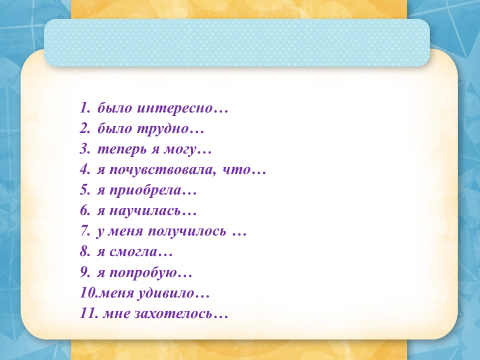 1. было интересно…
2. было трудно…
3. теперь я могу…
4. я почувствовала, что…
5. я приобрела…
6. я научилась…
7. у меня получилось …
8. я смогла…
9. я попробую…
10.меня удивило…
11. мне захотелось…